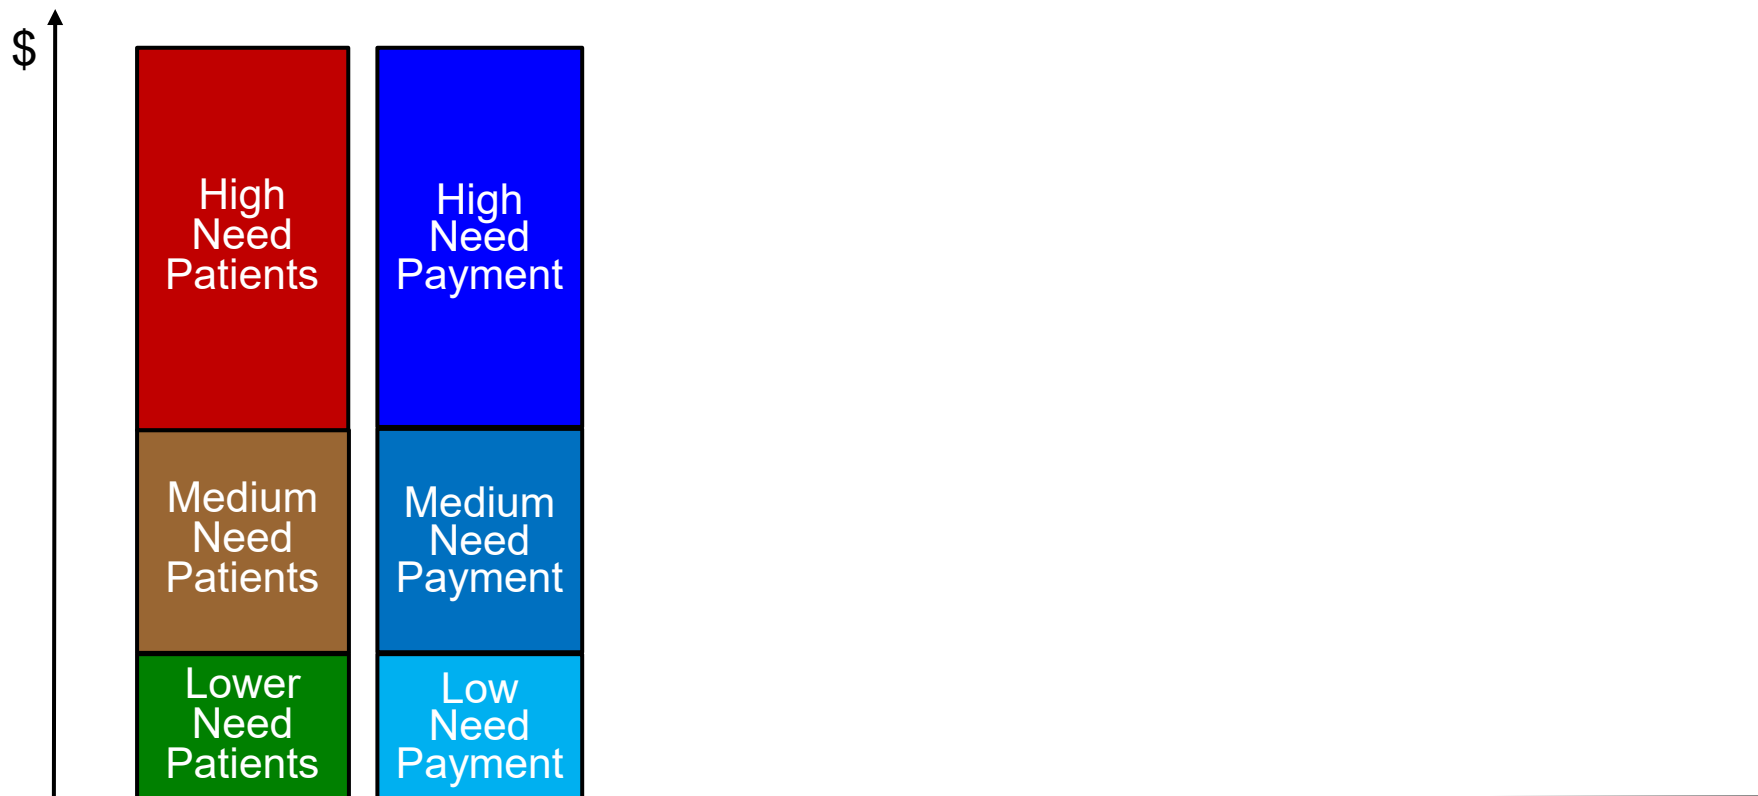 $
High
Need
Patients
High
Need
Payment
Medium
Need
Patients
Medium
Need
Payment
Lower
Need
Patients
Low
Need
Payment